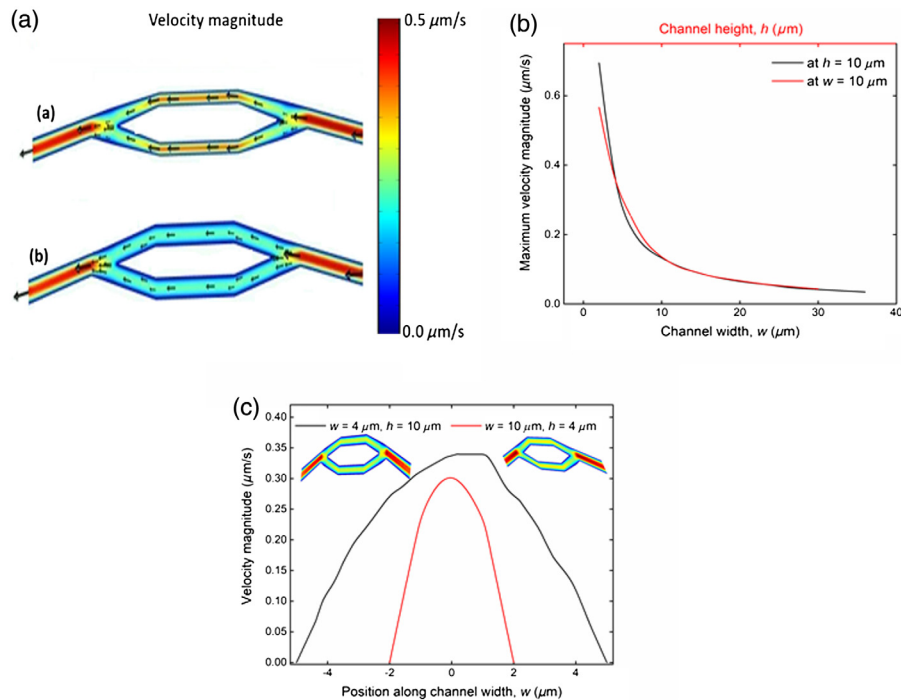 (a)
Velocity magnitude
0.5 μm/s
(a)
(b)
0.0 μm/s
(b)
Channel height, h (μm)
at h = 10 μm
at w = 10 μm
Maximum velocity magnitude (μm/s)
0.6
0.4
0.2
0.0
0
10
20
30
40
Channel width, w (μm)
(c)
w = 4 μm, h = 10 μm
w = 10 μm, h = 4 μm
Velocity magnitude (μm/s)
0.40
0.35
0.30
0.25
0.20
0.15
0.10
0.05
0.00
-4
-2
0
2
4
Position along channel width, w (μm)